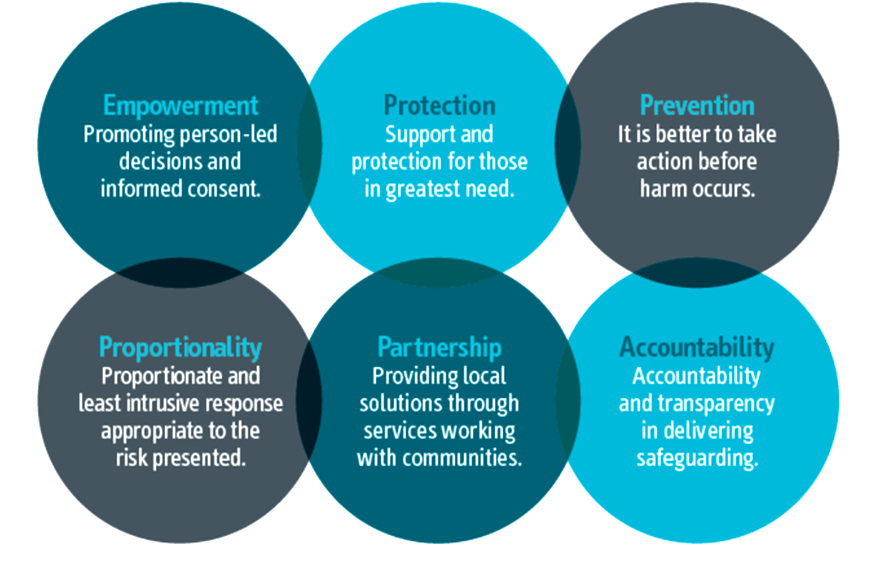 Empowerment
Promoting person-led
decisions and
informed consent.
Protection
Support and
protection for those
in greatest need.
Prevention
It is better to take
action before
harm occurs.
Proportionality
Proportionate and
least intrusive response
appropriate to the
risk presented.
Partnership
Providing local
solutions through
services working
with communities.
Accountability
Accountability
and transparency
in delivering
safeguarding.